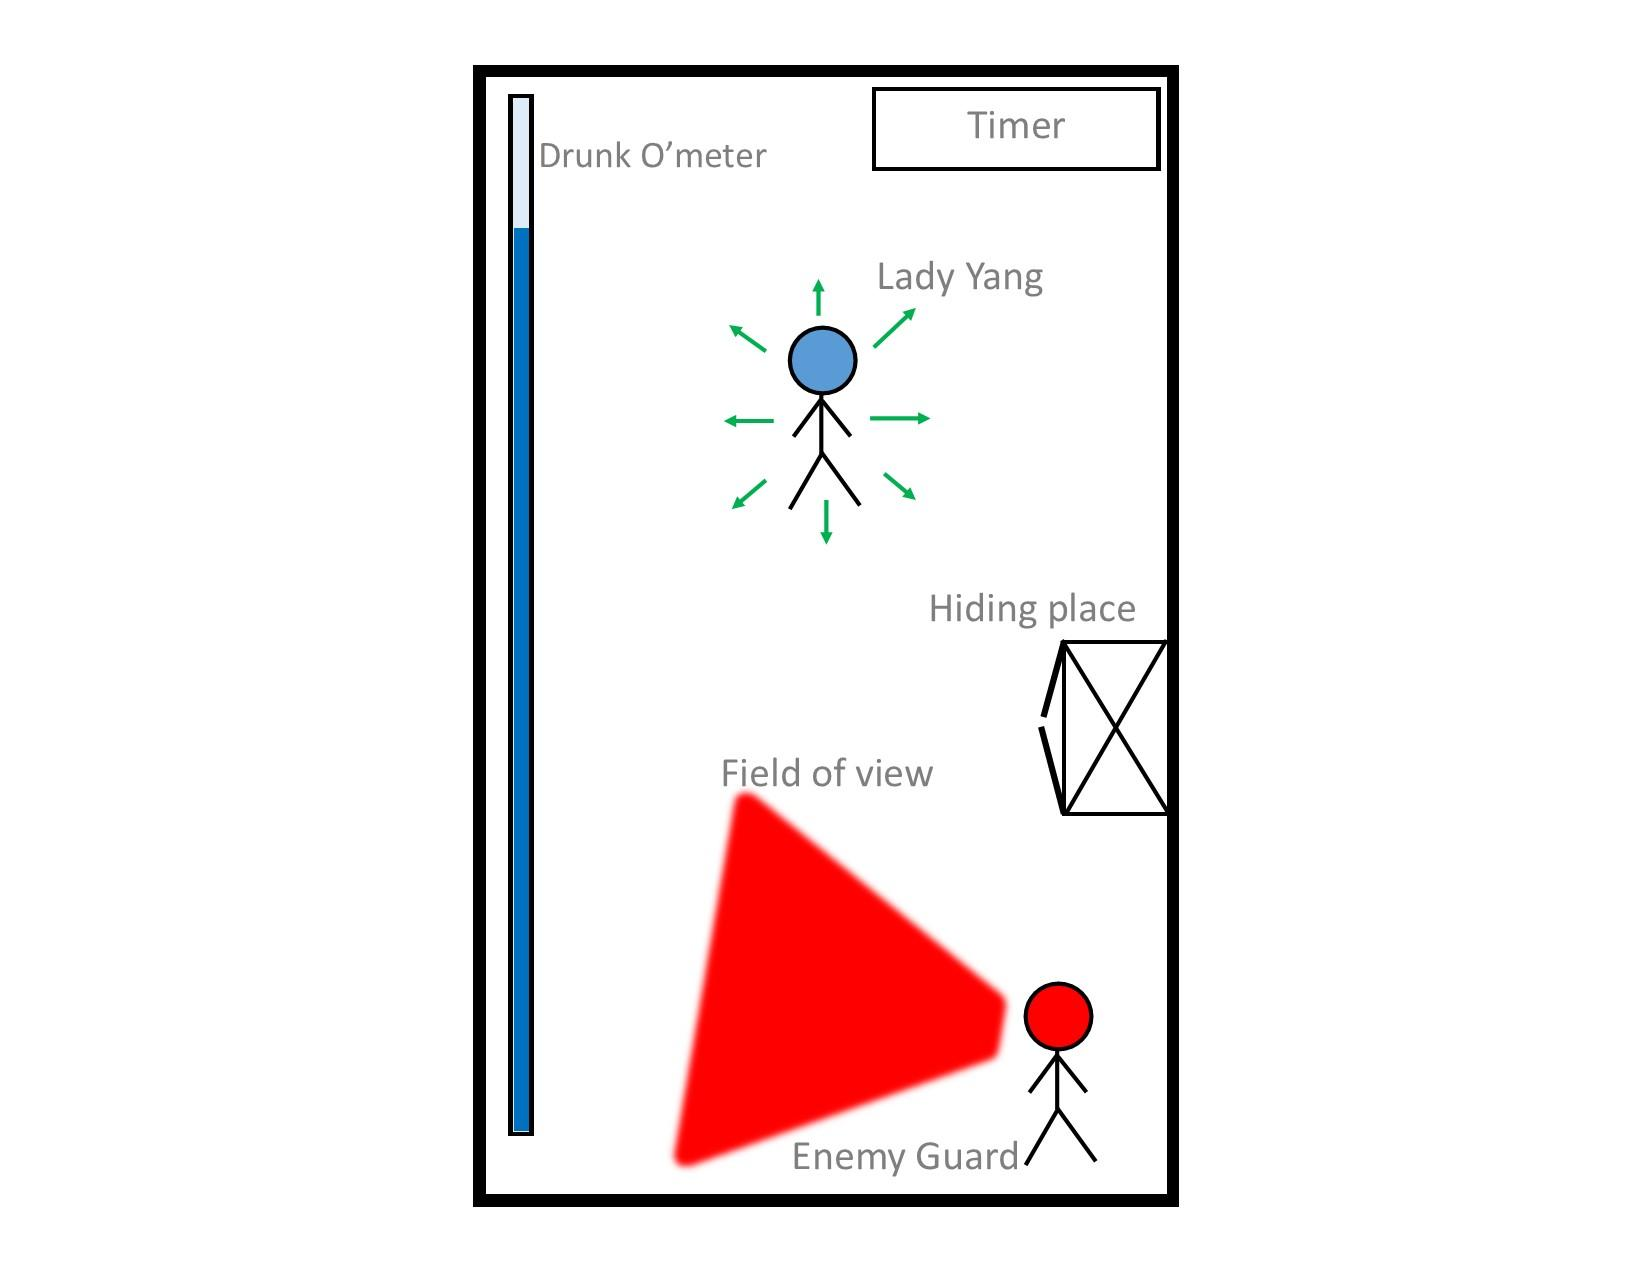 Timer
Drunk O’meter
Lady Yang
Hiding place
Field of view
Enemy Guard